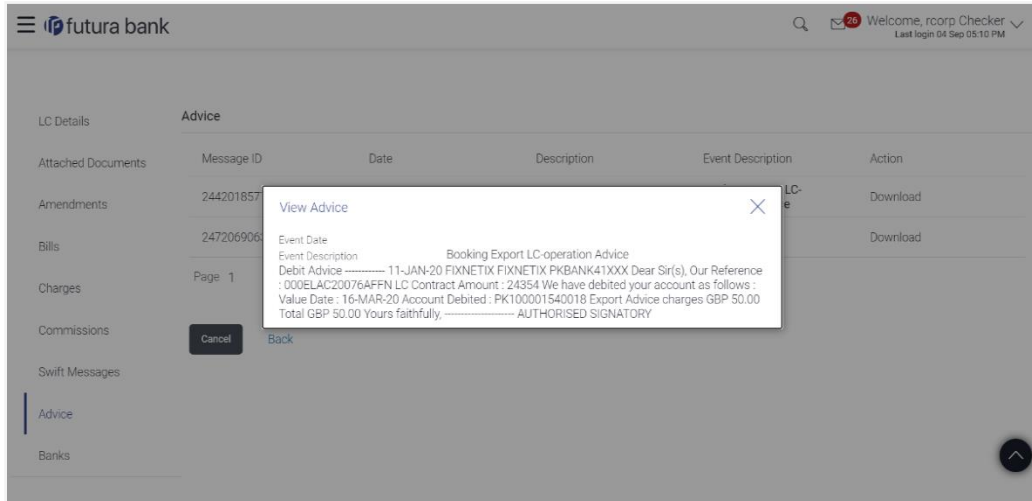 futura bank
26
Welcome, rcorp Checker
Last login 04 Sep 05:10 PM
LC Details
Attached Documents
Amendments
Bills
Charges
Commissions
Swift Messages
Advice
Banks
Advice
Message ID Date Description Event Description Action
LC-
Download
Download
Page 1
Cancel Back
View Advice
Event Date
Event Description Booking Export LC-operation Advice
Debit Advice ----------- 11-JAN-20 FIXNETIX FIXNETIX PKBANK41XXX Dear Sir(s), Our Reference
: 000ELAC20076AFFN LC Contract Amount : 24354 We have debited your account as follows :
Value Date : 16-MAR-20 Account Debited : PK100001540018 Export Advice charges GBP 50.00
Total GBP 50.00 Yours faithfully, -------------------- AUTHORISED SIGNATORY